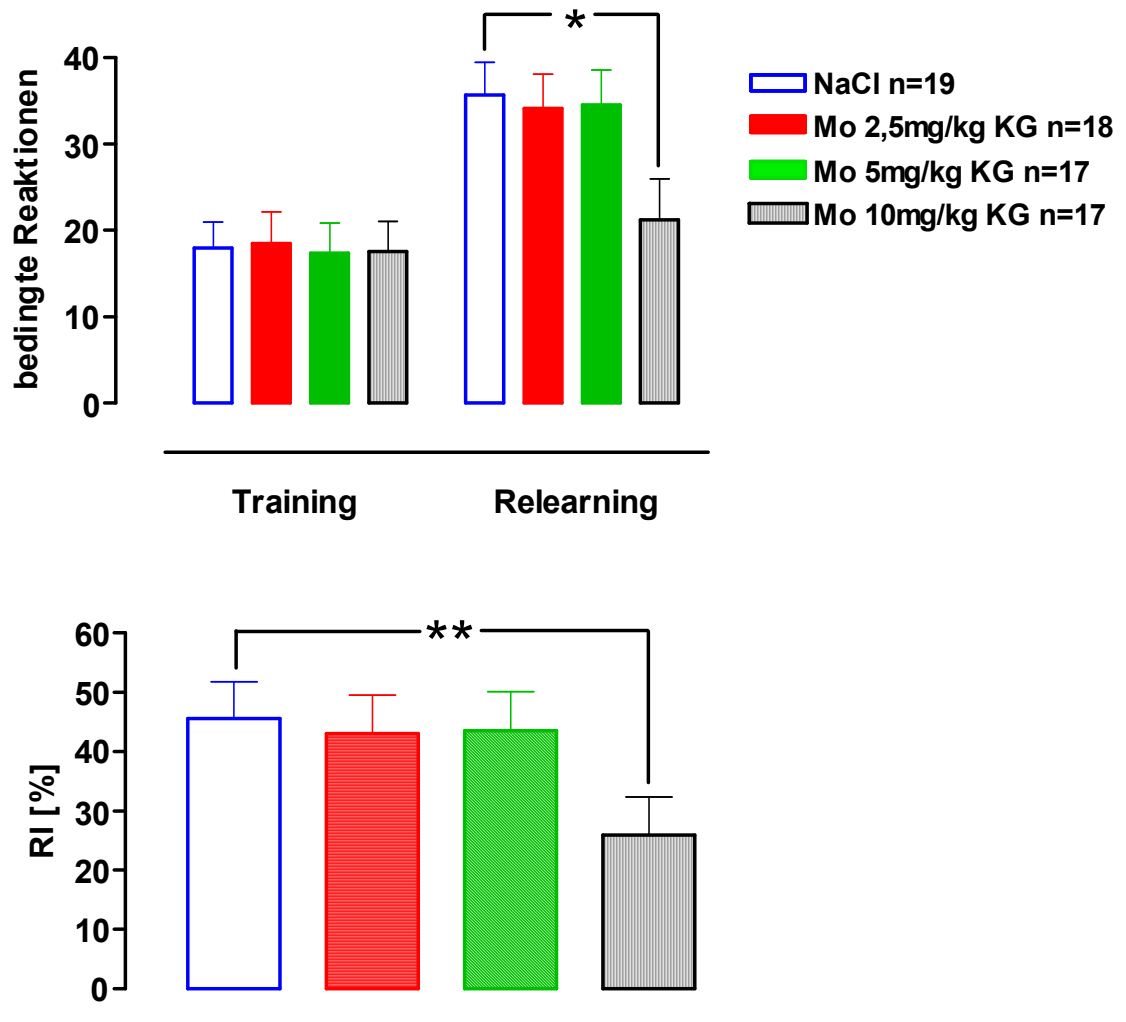 *
40
30
20
10
0
bedingte Reaktionen
NaCl n=19
Mo 2,5mg/kg KG n=18
Mo 5mg/kg KG n=17
Mo 10mg/kg KG n=17
Training Relearning
**
60
50
40
30
20
10
0
RI [%]